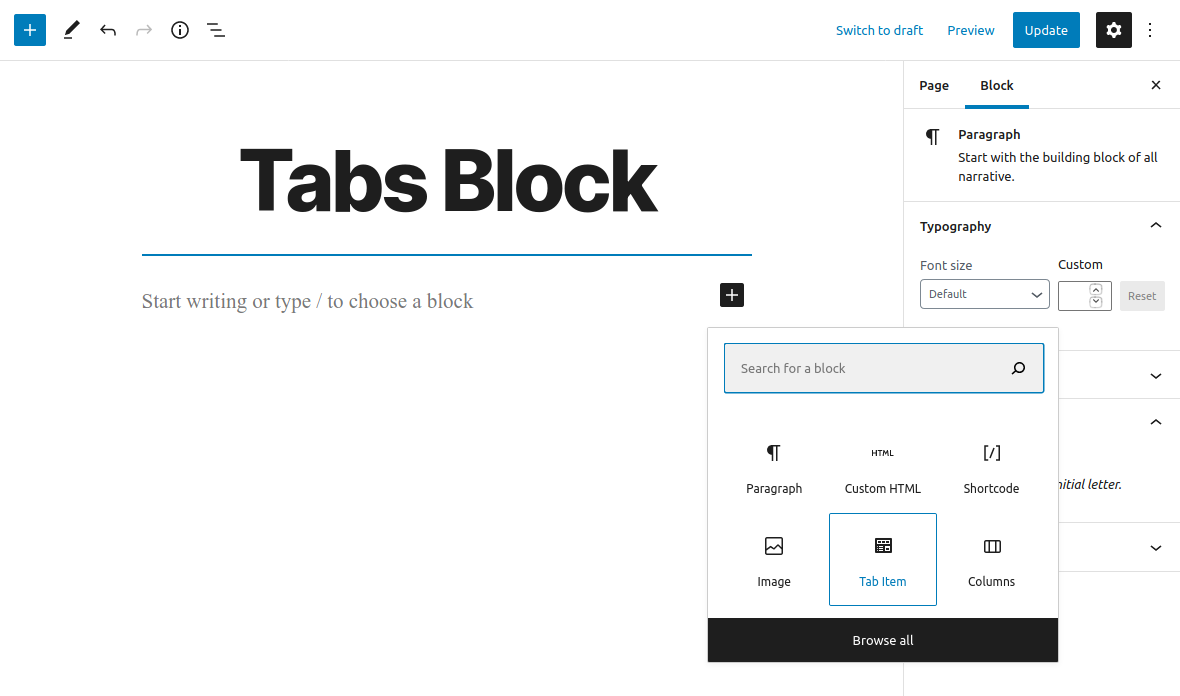 Switch to draft Preview Update
Page Block
Tabs Block
¶ Paragraph
Start with the building block of all
narrative.
Typography
Font size Custom
Default Reset
Start writing or type / to choose a block
Search for a block
¶ HTML [/]
Paragraph Custom HTML Shortcode
initial letter.
Image Tab Item Columns
Browse all